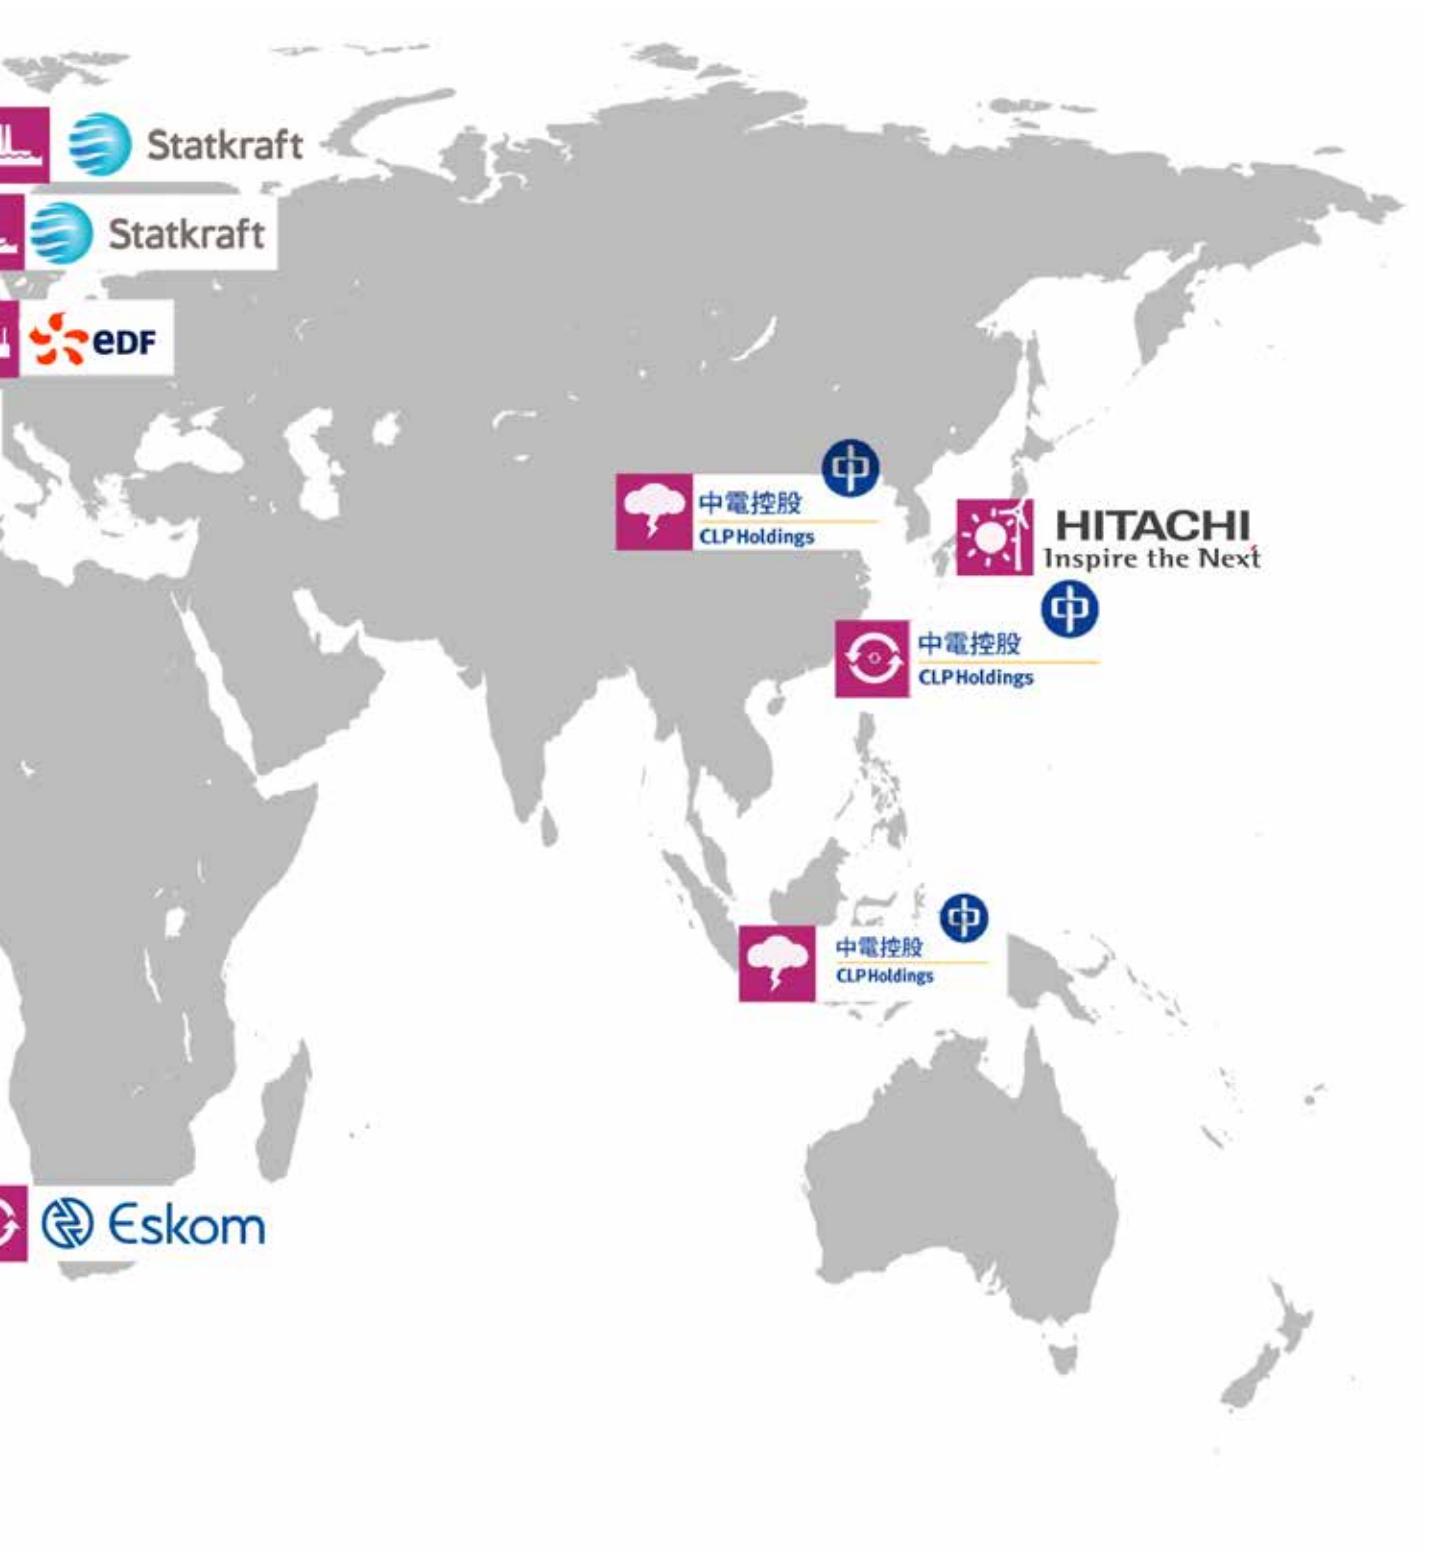 Statkraft
Statkraft
eDF
中電控股
CLP Holdings
HITACHI
Inspire the Next
中電控股
CLP Holdings
中電控股
CLP Holdings
Eskom